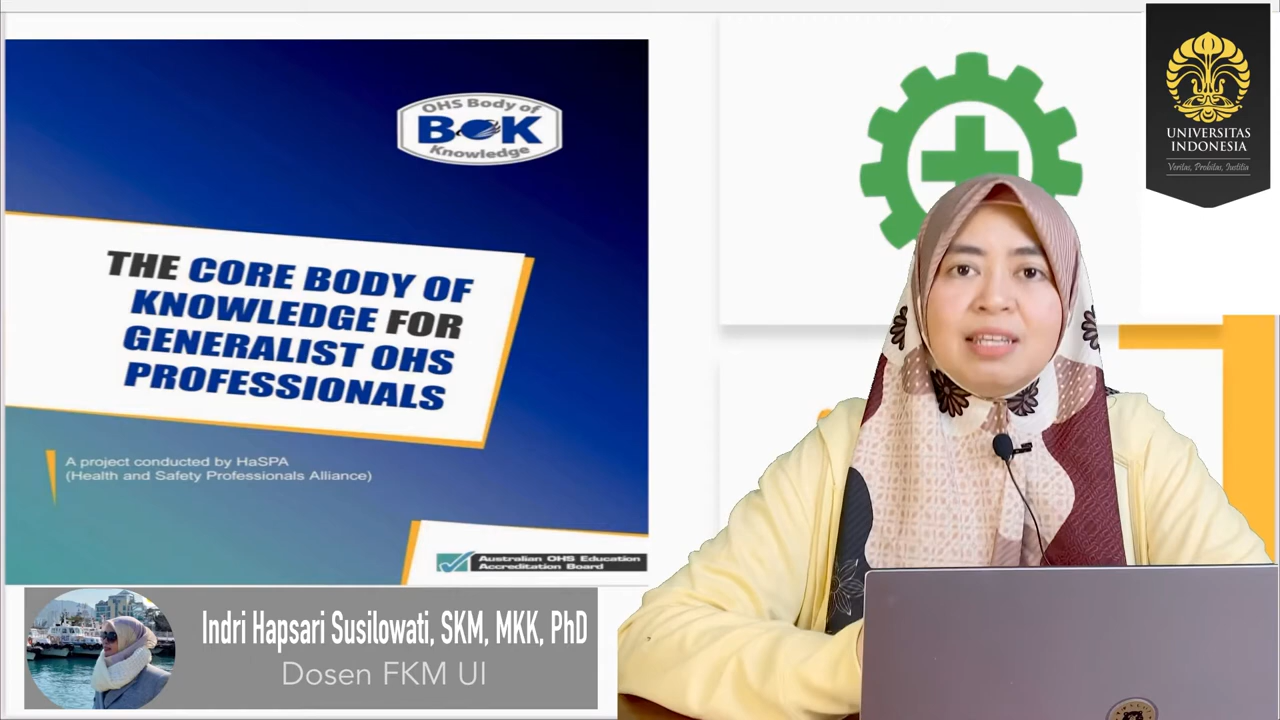 OHS Body of
BOK
Knowledge
THE CORE BODY OF
KNOWLEDGE FOR
GENERALIST OHS
PROFESSIONALS
A project conducted by HaSPA
(Health and Safety Professionals Alliance)
Australian OHS Education
Accreditation Board
UNIVERSITAS
INDONESIA
Veritas, Probitas, Iustitia
Indri Hapsari Susilowati, SKM, MKK, PhD
Dosen FKM UI